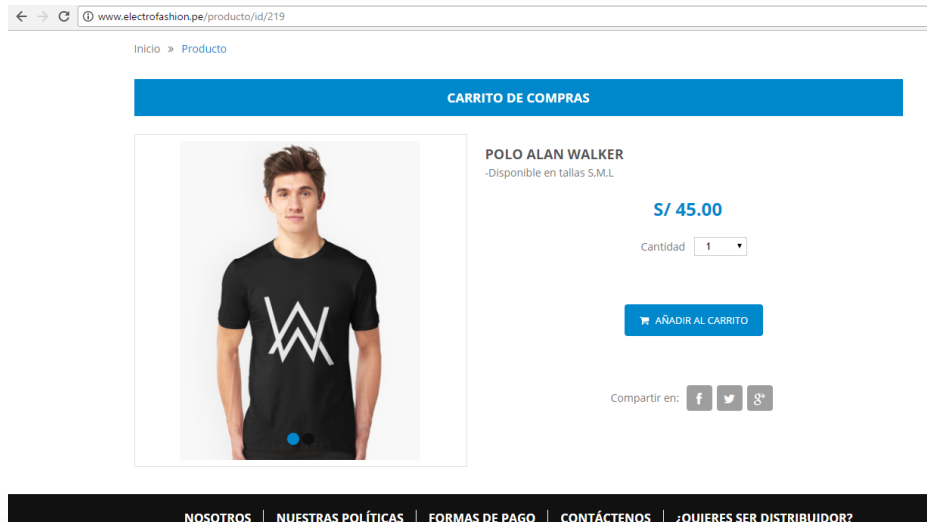 www.electrofashion.pe/producto/id/219
Inicio » Producto
CARRITO DE COMPRAS
POLO ALAN WALKER
-Disponible en tallas S,M,L
S/ 45.00
Cantidad 1
AÑADIR AL CARRITO
Compartir en: f g+
NOSOTROS | NUESTRAS POLÍTICAS | FORMAS DE PAGO | CONTÁCTENOS | ¿QUIERES SER DISTRIBUIDOR?